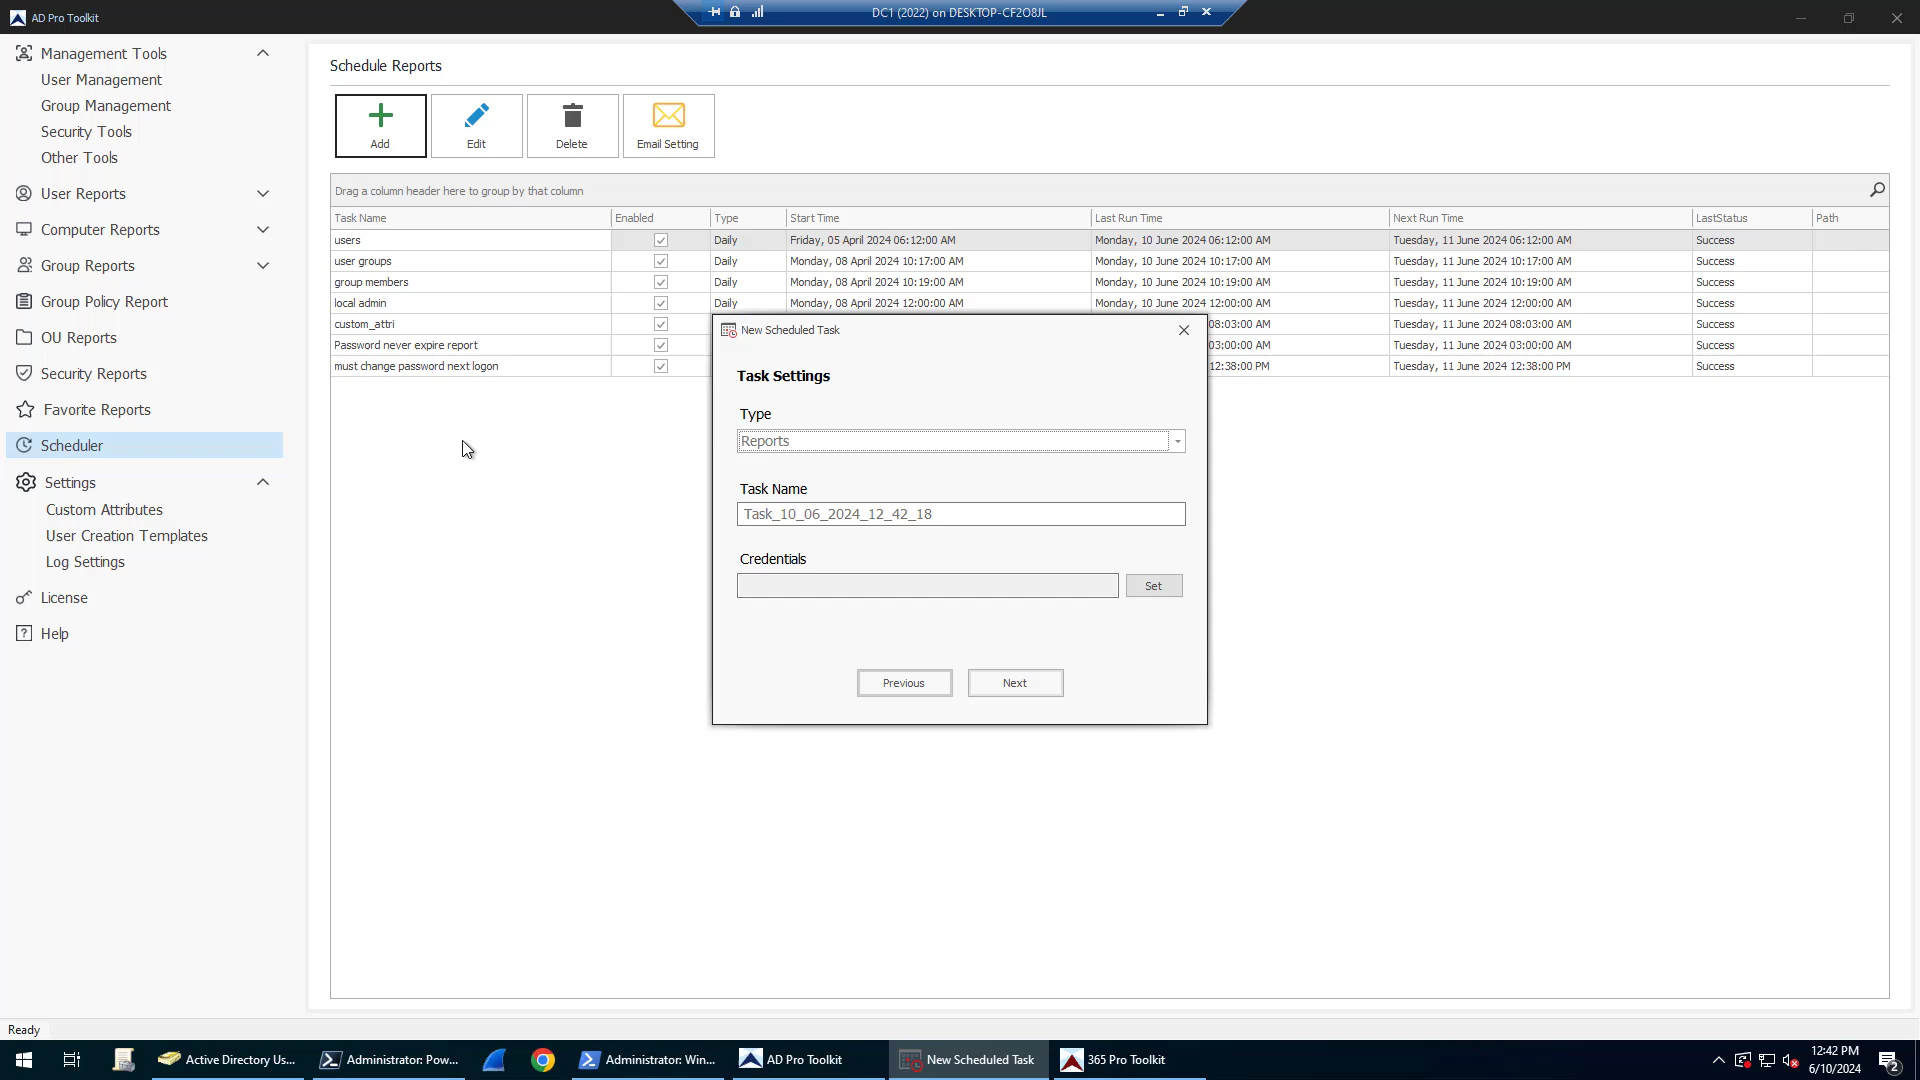 AD Pro Toolkit
DC1 (2022) on DESKTOP-CF2O8JL
Management Tools
User Management
Group Management
Security Tools
Other Tools
User Reports
Computer Reports
Group Reports
Group Policy Report
OU Reports
Security Reports
Favorite Reports
Scheduler
Settings
Custom Attributes
User Creation Templates
Log Settings
License
Help
Schedule Reports
Add Edit Delete Email Setting
Drag a column header here to group by that column
Task Name Enabled Type Start Time Last Run Time Next Run Time LastStatus Path
users Daily Friday, 05 April 2024 06:12:00 AM Monday, 10 June 2024 06:12:00 AM Tuesday, 11 June 2024 06:12:00 AM Success
user groups Daily Monday, 08 April 2024 10:17:00 AM Monday, 10 June 2024 10:17:00 AM Tuesday, 11 June 2024 10:17:00 AM Success
group members Daily Monday, 08 April 2024 10:19:00 AM Monday, 10 June 2024 10:19:00 AM Tuesday, 11 June 2024 10:19:00 AM Success
local admin Daily Monday, 08 April 2024 12:00:00 AM Monday, 10 June 2024 12:00:00 AM Tuesday, 11 June 2024 12:00:00 AM Success
custom_attri 08:03:00 AM Tuesday, 11 June 2024 08:03:00 AM Success
Password never expire report 03:00:00 AM Tuesday, 11 June 2024 03:00:00 AM Success
must change password next logon 12:38:00 PM Tuesday, 11 June 2024 12:38:00 PM Success
New Scheduled Task
Task Settings
Type
Reports
Task Name
Task_10_06_2024_12_42_18
Credentials
Set
Previous Next
Ready
Active Directory Us... Administrator: Pow... Administrator: Win... AD Pro Toolkit New Scheduled Task 365 Pro Toolkit
12:42 PM
6/10/2024
2